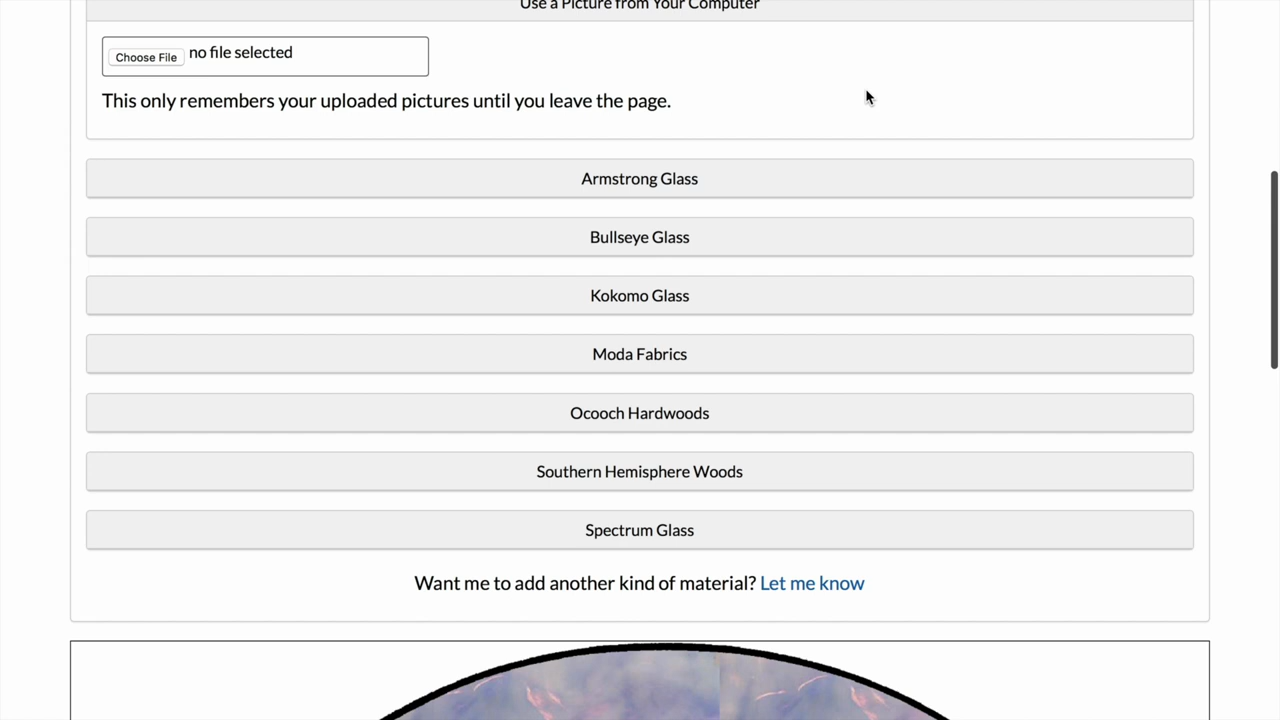 Use a Picture from Your Computer
Choose File no file selected
This only remembers your uploaded pictures until you leave the page.
Armstrong Glass
Bullseye Glass
Kokomo Glass
Moda Fabrics
Ocooch Hardwoods
Southern Hemisphere Woods
Spectrum Glass
Want me to add another kind of material? Let me know